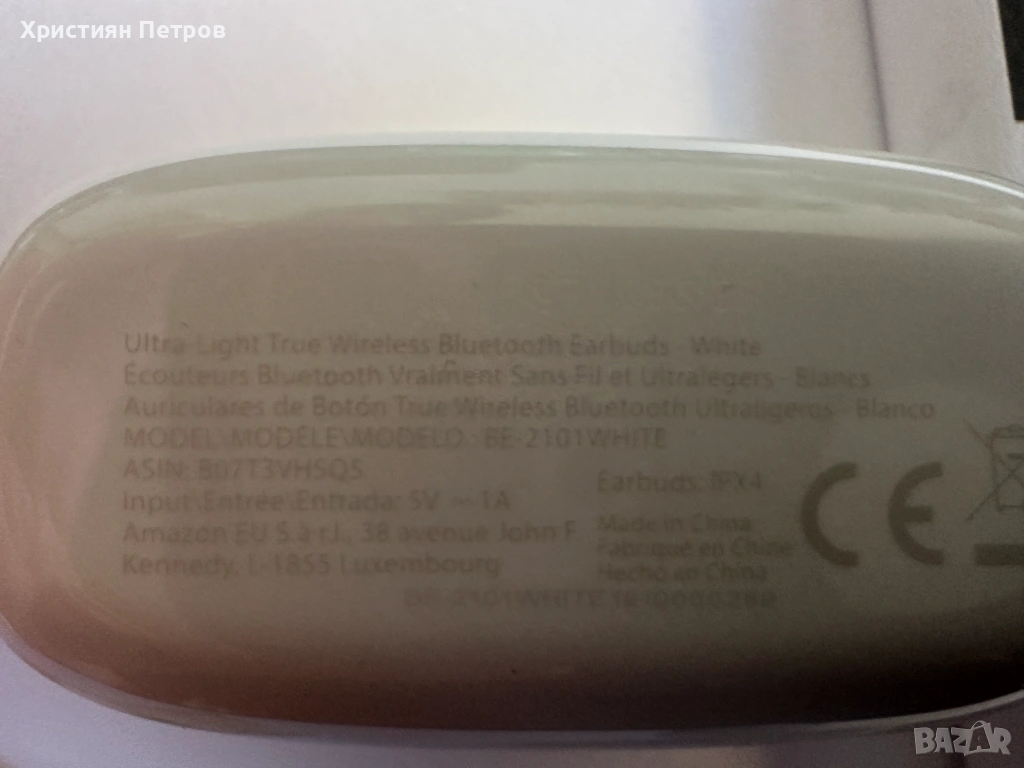 Християн Петров
Ultra-Light True Wireless Bluetooth Earbuds - White
Écouteurs Bluetooth Vraiment Sans Fil et Ultralégers - Blancs
Auriculares de Botón True Wireless Bluetooth Ultraligeros - Blanco
MODEL\MODÈLE\MODELO: BE-2101WHITE
ASIN: B07T3VHSQS
Input\Entrée\Entrada: 5V ⎓ 1A
Earbuds: IPX4
Amazon EU S.à r.l., 38 avenue John F
Kennedy, L-1855 Luxembourg
Made in China
Fabriqué en Chine
Hecho en China
CE
BE-2101WHITE
BAZAR